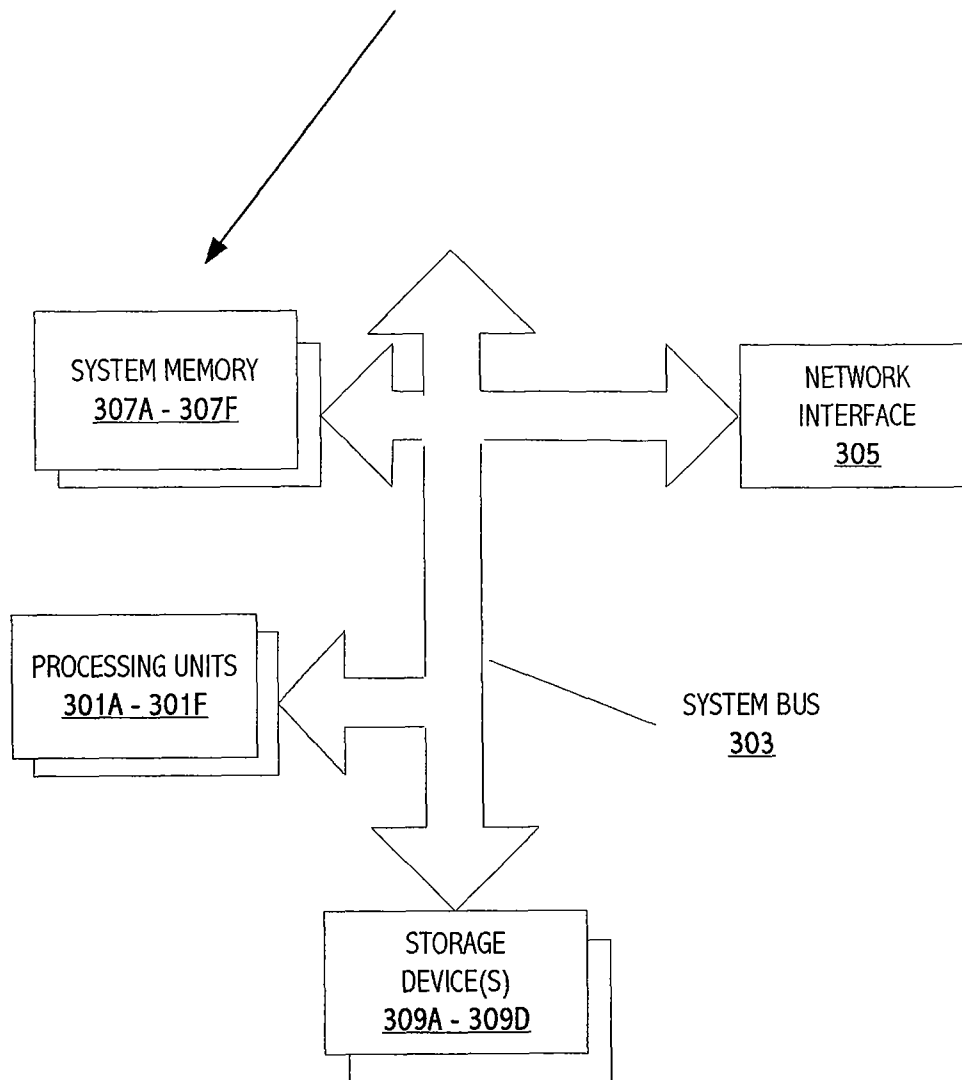 SYSTEM MEMORY
307A - 307F
NETWORK
INTERFACE
305
PROCESSING UNITS
301A - 301F
SYSTEM BUS
303
STORAGE
DEVICE(S)
309A - 309D